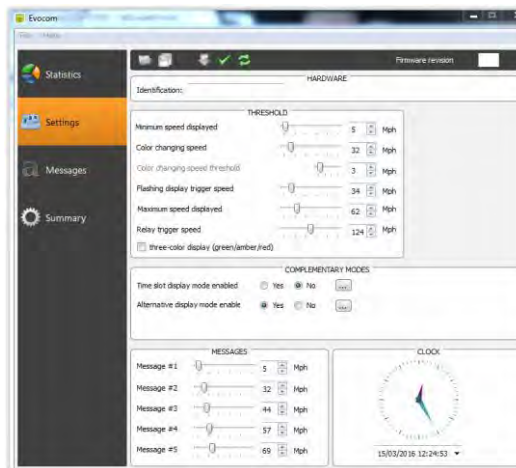 Evocom
Menu
Statistics
Settings
Messages
Summary
Firmware revision
HARDWARE
Identification:
THRESHOLD
Minimum speed displayed 5 Mph
Color changing speed 32 Mph
Color changing speed threshold 3 Mph
Flashing display trigger speed 34 Mph
Maximum speed displayed 62 Mph
Relay trigger speed 124 Mph
three-color display (green/amber/red)
COMPLEMENTARY MODES
Time slot display mode enabled Yes No ...
Alternative display mode enable Yes No ...
MESSAGES
Message #1 5 Mph
Message #2 32 Mph
Message #3 44 Mph
Message #4 57 Mph
Message #5 69 Mph
CLOCK
15/03/2016 12:24:53